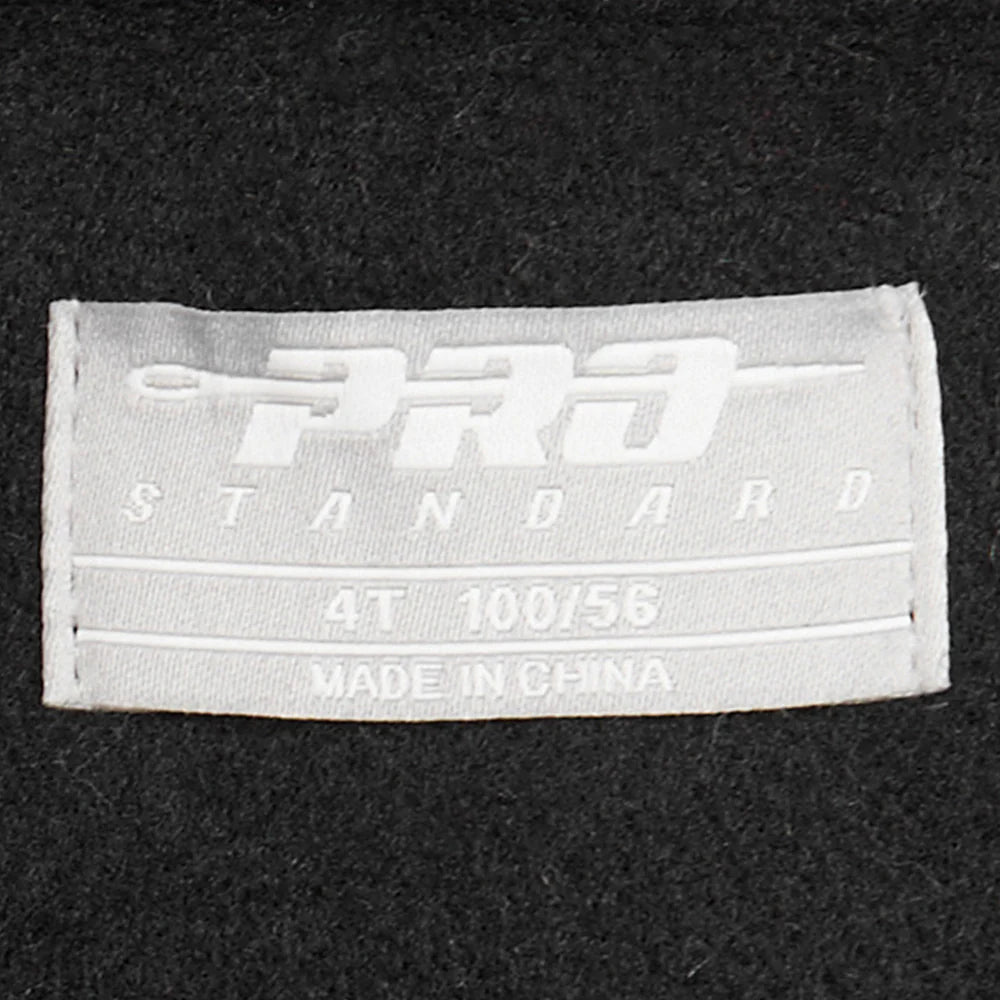 PRO
STANDARD
4T 100/56
MADE IN CHINA